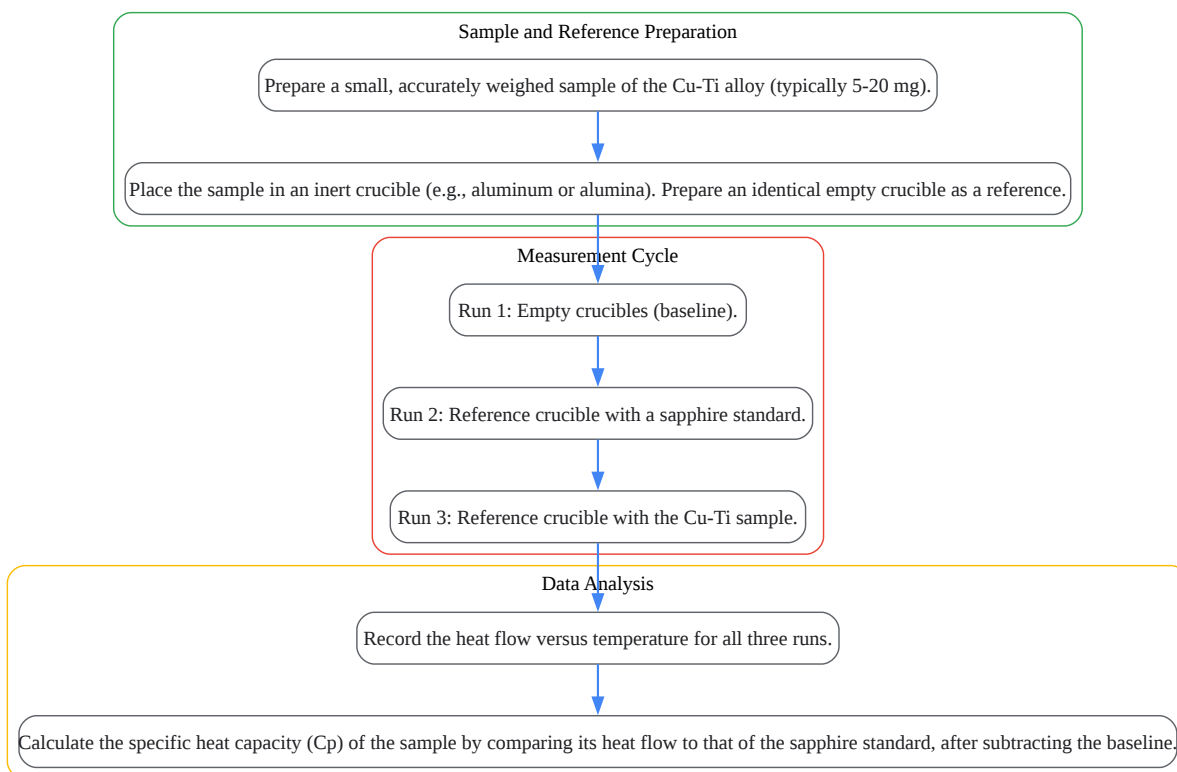 Sample and Reference Preparation
Prepare a small, accurately weighed sample of the Cu-Ti alloy (typically 5-20 mg).
Place the sample in an inert crucible (e.g., aluminum or alumina). Prepare an identical empty crucible as a reference.
Measurement Cycle
Run 1: Empty crucibles (baseline).
Run 2: Reference crucible with a sapphire standard.
Run 3: Reference crucible with the Cu-Ti sample.
Data Analysis
Record the heat flow versus temperature for all three runs.
Calculate the specific heat capacity (Cp) of the sample by comparing its heat flow to that of the sapphire standard, after subtracting the baseline.